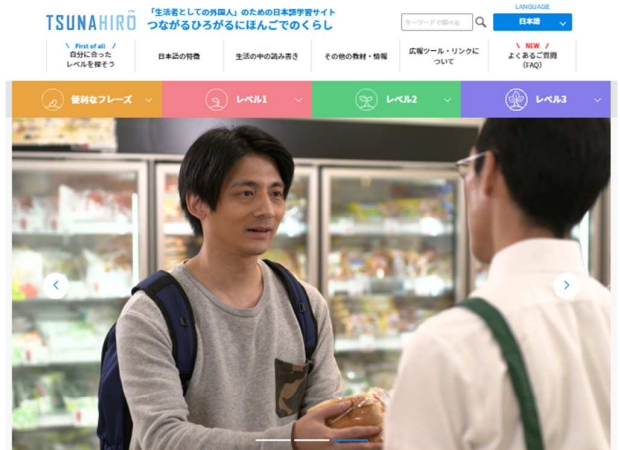 TSUNAHIRO
「生活者としての外国人」のための日本語学習サイト
つながるひろがるにほんごでのくらし
LANGUAGE
キーワードで調べる
日本語
First of all
自分に合った
レベルを探そう
日本語の特徴
生活の中の読み書き
その他の教材・情報
広報ツール・リンクに
ついて
NEW
よくあるご質問
(FAQ)
便利なフレーズ
レベル1
レベル2
レベル3